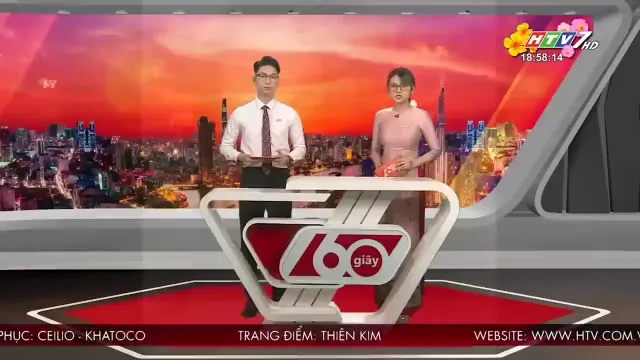 HTV7 HD
18:58:14
60
giây
PHỤC: CEILIO - KHATOCO TRANG ĐIỂM: THIÊN KIM WEBSITE: WWW.HTV.COM.V